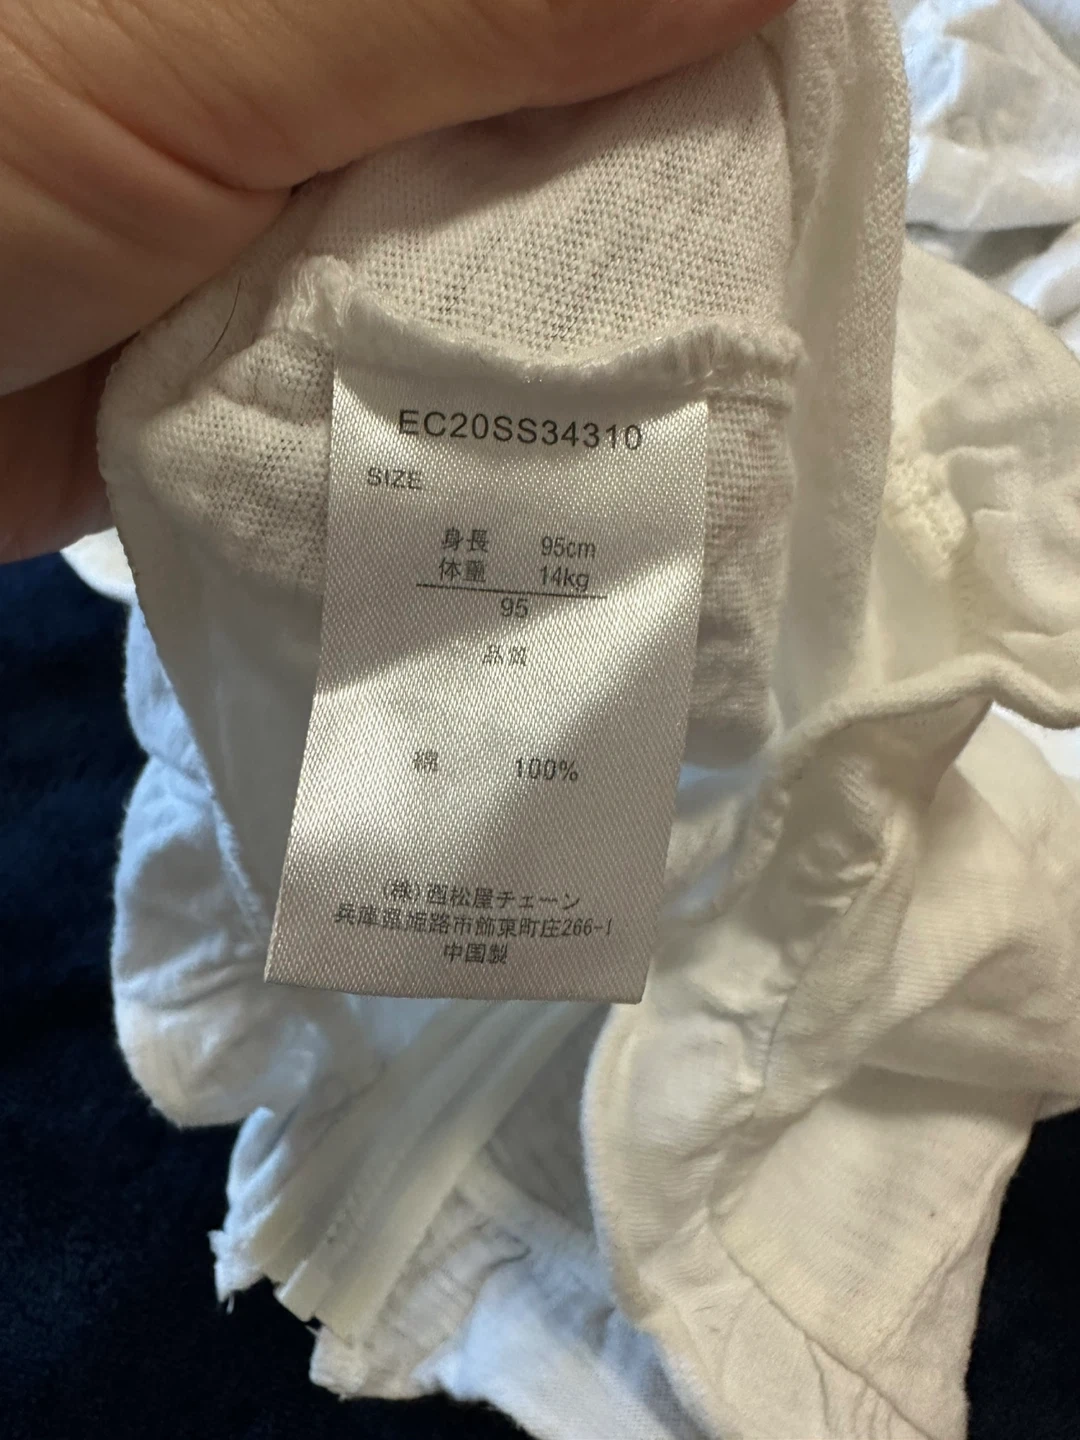 EC20SS34310
SIZE
身長 95cm
体重 14kg
95
品質
綿 100%
(株)西松屋チェーン
兵庫県姫路市飾東町庄266-1
中国製